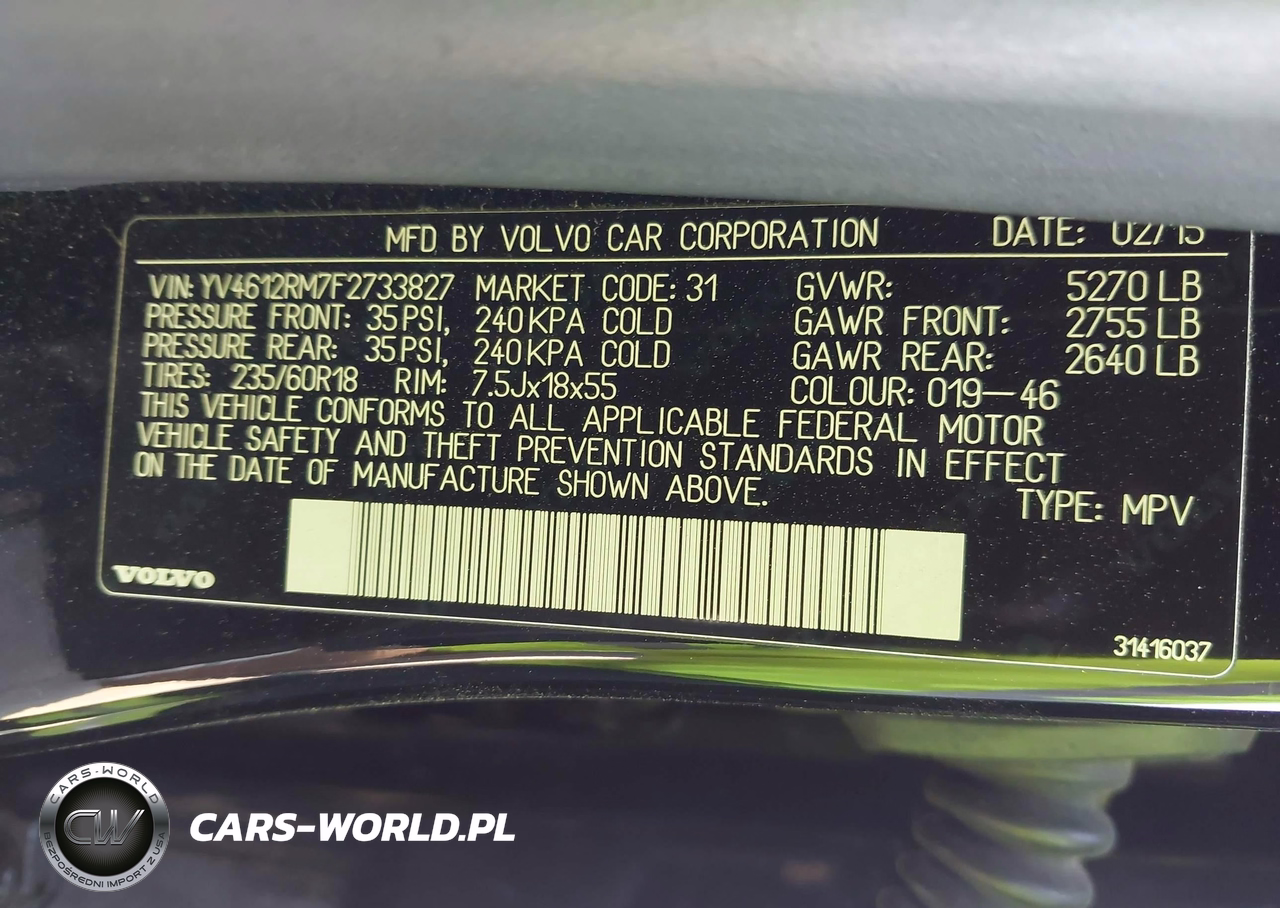 MFD BY VOLVO CAR CORPORATION DATE: 02/15
VIN: YV4612RM7F2733827 MARKET CODE: 31 GVWR: 5270 LB
PRESSURE FRONT: 35 PSI, 240 KPA COLD GAWR FRONT: 2755 LB
PRESSURE REAR: 35 PSI, 240 KPA COLD GAWR REAR: 2640 LB
TIRES: 235/60R18 RIM: 7.5Jx18x55 COLOUR: 019-46
THIS VEHICLE CONFORMS TO ALL APPLICABLE FEDERAL MOTOR
VEHICLE SAFETY AND THEFT PREVENTION STANDARDS IN EFFECT
ON THE DATE OF MANUFACTURE SHOWN ABOVE.
TYPE: MPV
VOLVO
31416037
CARS-WORLD
CW
BEZPOŚREDNI IMPORT Z USA
CARS-WORLD.PL